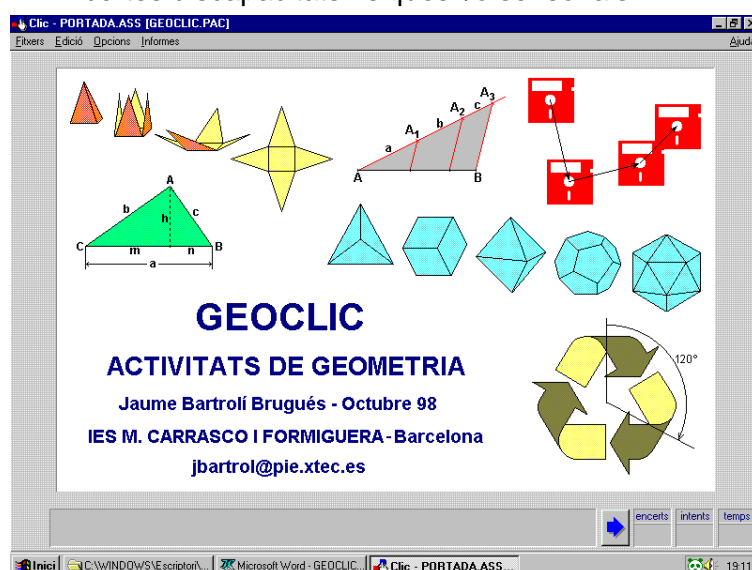 Clic - PORTADA.ASS [GEOCLIC.PAC]
Fitxers Edició Opcions Informes Ajuda
A₃
A₂ c
b
A₁
a
A B
A
b c
h
C m n B
a
GEOCLIC
ACTIVITATS DE GEOMETRIA
120°
Jaume Bartrolí Brugués - Octubre 98
IES M. CARRASCO I FORMIGUERA - Barcelona
jbartrol@pie.xtec.es
encerts intents temps
Inici C:\WINDOWS\Escriptori\... Microsoft Word - GEOCLIC... Clic - PORTADA.ASS... 19:11